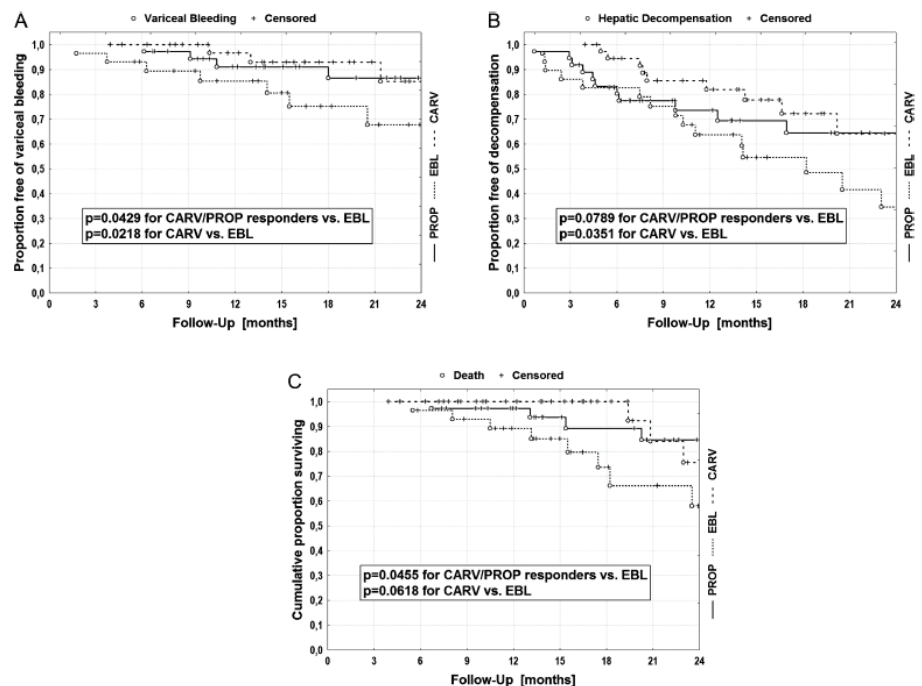 A
Variceal Bleeding + Censored
Proportion free of variceal bleeding
1,0
0,9
0,8
0,7
0,6
0,5
0,4
0,3
0,2
0,1
0,0
p=0.0429 for CARV/PROP responders vs. EBL
p=0.0218 for CARV vs. EBL
0 3 6 9 12 15 18 21 24
Follow-Up [months]
PROP EBL CARV
B
Hepatic Decompensation + Censored
Proportion free of decompensation
1,0
0,9
0,8
0,7
0,6
0,5
0,4
0,3
0,2
0,1
0,0
p=0.0789 for CARV/PROP responders vs. EBL
p=0.0351 for CARV vs. EBL
0 3 6 9 12 15 18 21 24
Follow-Up [months]
PROP EBL CARV
C
Death + Censored
Cumulative proportion surviving
1,0
0,9
0,8
0,7
0,6
0,5
0,4
0,3
0,2
0,1
0,0
p=0.0455 for CARV/PROP responders vs. EBL
p=0.0618 for CARV vs. EBL
0 3 6 9 12 15 18 21 24
Follow-Up [months]
PROP EBL CARV